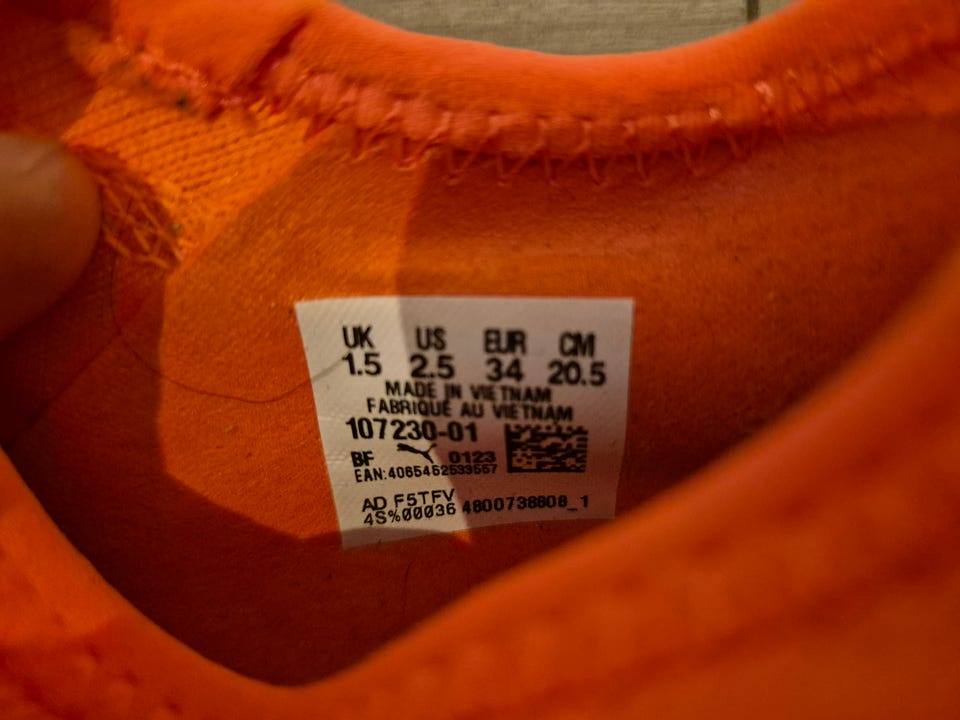 UK US EUR CM
1.5 2.5 34 20.5
MADE IN VIETNAM
FABRIQUÉ AU VIETNAM
107230-01
BF 0123
EAN:4065452533557
AD F5TFV
4S%00036 4800738608_1